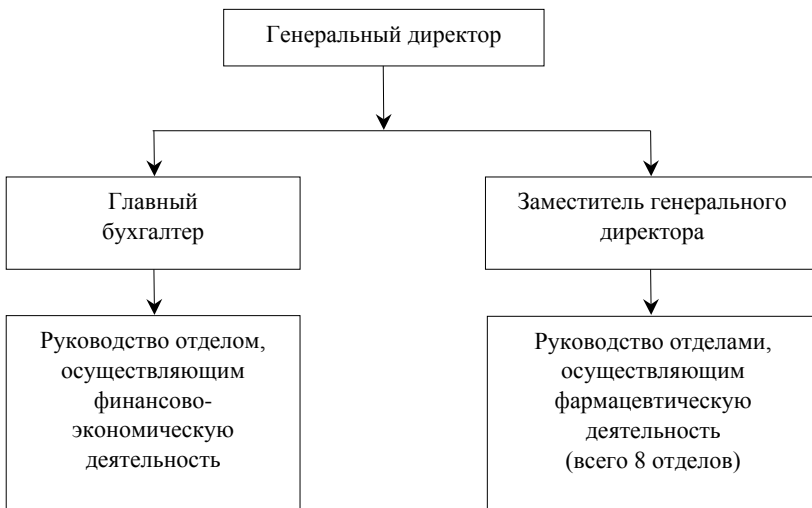 Генеральный директор
Главный
бухгалтер
Заместитель генерального
директора
Руководство отделом,
осуществляющим
финансово-
экономическую
деятельность
Руководство отделами,
осуществляющим
фармацевтическую
деятельность
(всего 8 отделов)